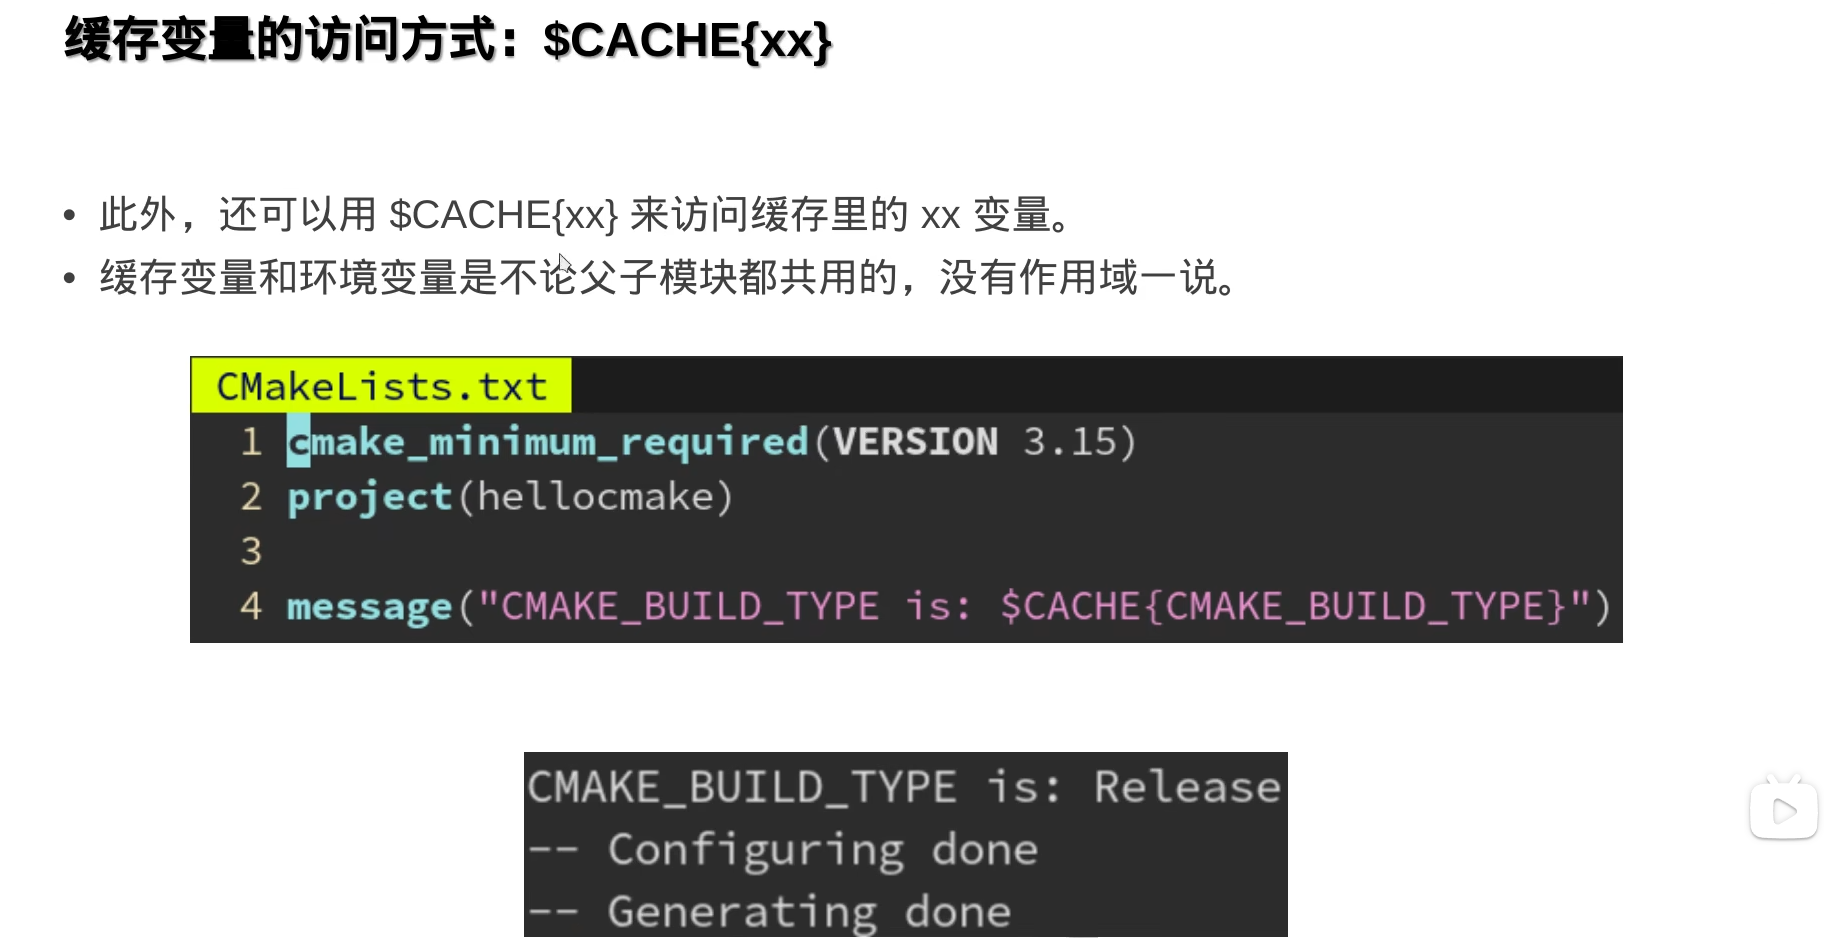 缓存变量的访问方式：$CACHE{xx}
• 此外，还可以用 $CACHE{xx} 来访问缓存里的 xx 变量。
• 缓存变量和环境变量是不论父子模块都共用的，没有作用域一说。
CMakeLists.txt
1 cmake_minimum_required(VERSION 3.15)
2 project(hellocmake)
3
4 message("CMAKE_BUILD_TYPE is: $CACHE{CMAKE_BUILD_TYPE}")
CMAKE_BUILD_TYPE is: Release
-- Configuring done
-- Generating done